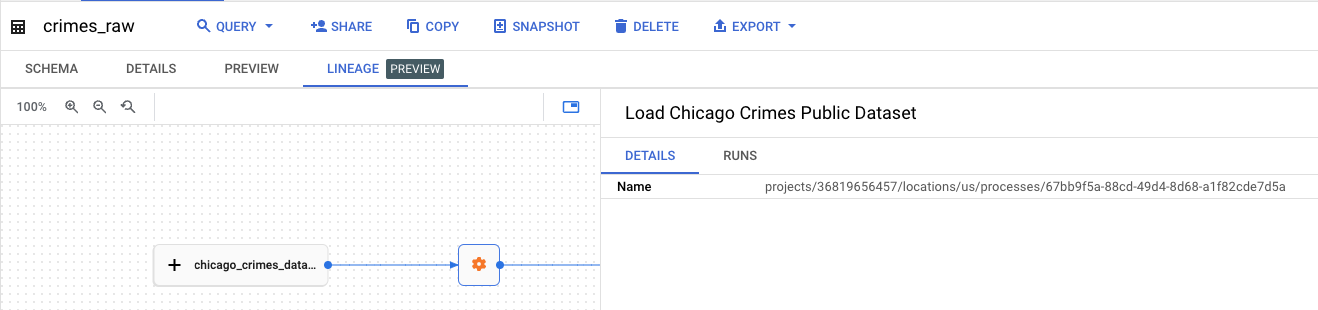 crimes_raw QUERY SHARE COPY SNAPSHOT DELETE EXPORT
SCHEMA DETAILS PREVIEW LINEAGE PREVIEW
100%
Load Chicago Crimes Public Dataset
DETAILS RUNS
Name projects/36819656457/locations/us/processes/67bb9f5a-88cd-49d4-8d68-a1f82cde7d5a
chicago_crimes_data...